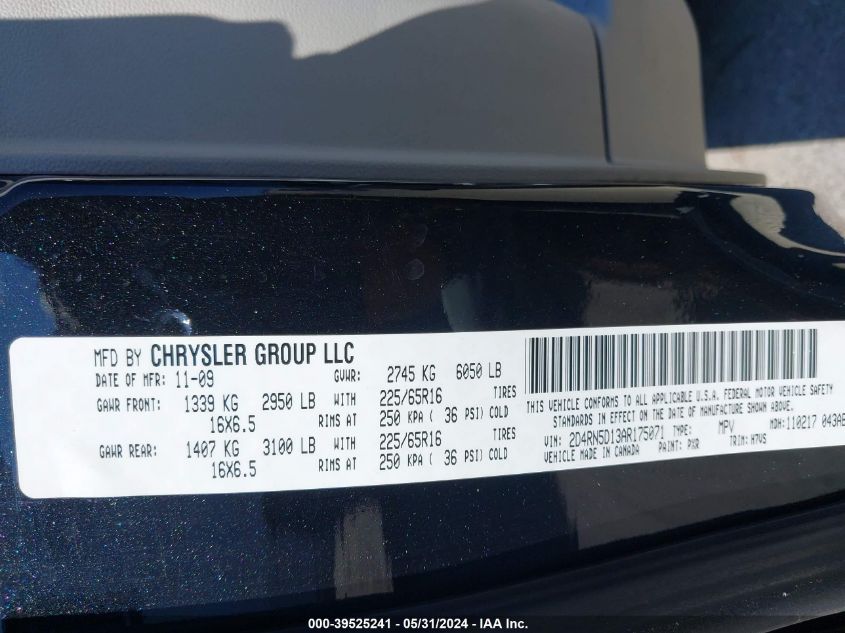 MFD BY CHRYSLER GROUP LLC
DATE OF MFR: 11-09 GVWR: 2745 KG 6050 LB
GAWR FRONT: 1339 KG 2950 LB WITH 225/65R16 TIRES
16X6.5 RIMS AT 250 KPA ( 36 PSI) COLD
GAWR REAR: 1407 KG 3100 LB WITH 225/65R16 TIRES
16X6.5 RIMS AT 250 KPA ( 36 PSI) COLD
THIS VEHICLE CONFORMS TO ALL APPLICABLE U.S.A. FEDERAL MOTOR VEHICLE SAFETY
STANDARDS IN EFFECT ON THE DATE OF MANUFACTURE SHOWN ABOVE.
VIN: 2D4RN5D13AR175071 TYPE: MPV MDH: 110217 043AB
VEHICLE MADE IN CANADA PAINT: PXR TRIM: H7VS
000-39525241 - 05/31/2024 - IAA Inc.